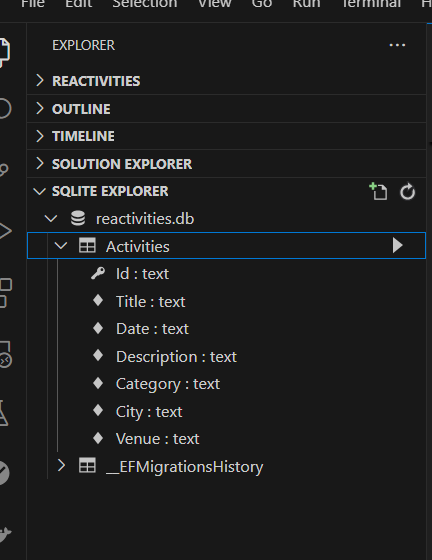 File Edit Selection View Go Run Terminal
EXPLORER
REACTIVITIES
OUTLINE
TIMELINE
SOLUTION EXPLORER
SQLITE EXPLORER
reactivities.db
Activities
Id : text
Title : text
Date : text
Description : text
Category : text
City : text
Venue : text
__EFMigrationsHistory